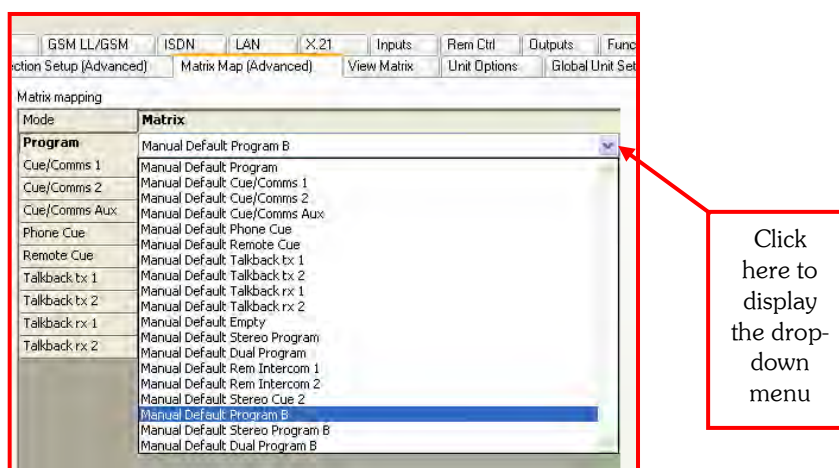 GSM LL/GSM ISDN LAN X.21 Inputs Rem Ctrl Outputs Func
ction Setup (Advanced) Matrix Map (Advanced) View Matrix Unit Options Global Unit Set
Matrix mapping
Mode Matrix
Program Manual Default Program B
Cue/Comms 1
Cue/Comms 2
Cue/Comms Aux
Phone Cue
Remote Cue
Talkback tx 1
Talkback tx 2
Talkback rx 1
Talkback rx 2
Manual Default Program
Manual Default Cue/Comms 1
Manual Default Cue/Comms 2
Manual Default Cue/Comms Aux
Manual Default Phone Cue
Manual Default Remote Cue
Manual Default Talkback tx 1
Manual Default Talkback tx 2
Manual Default Talkback rx 1
Manual Default Talkback rx 2
Manual Default Empty
Manual Default Stereo Program
Manual Default Dual Program
Manual Default Rem Intercom 1
Manual Default Rem Intercom 2
Manual Default Stereo Cue 2
Manual Default Program B
Manual Default Stereo Program B
Manual Default Dual Program B
Click
here to
display
the drop-
down
menu